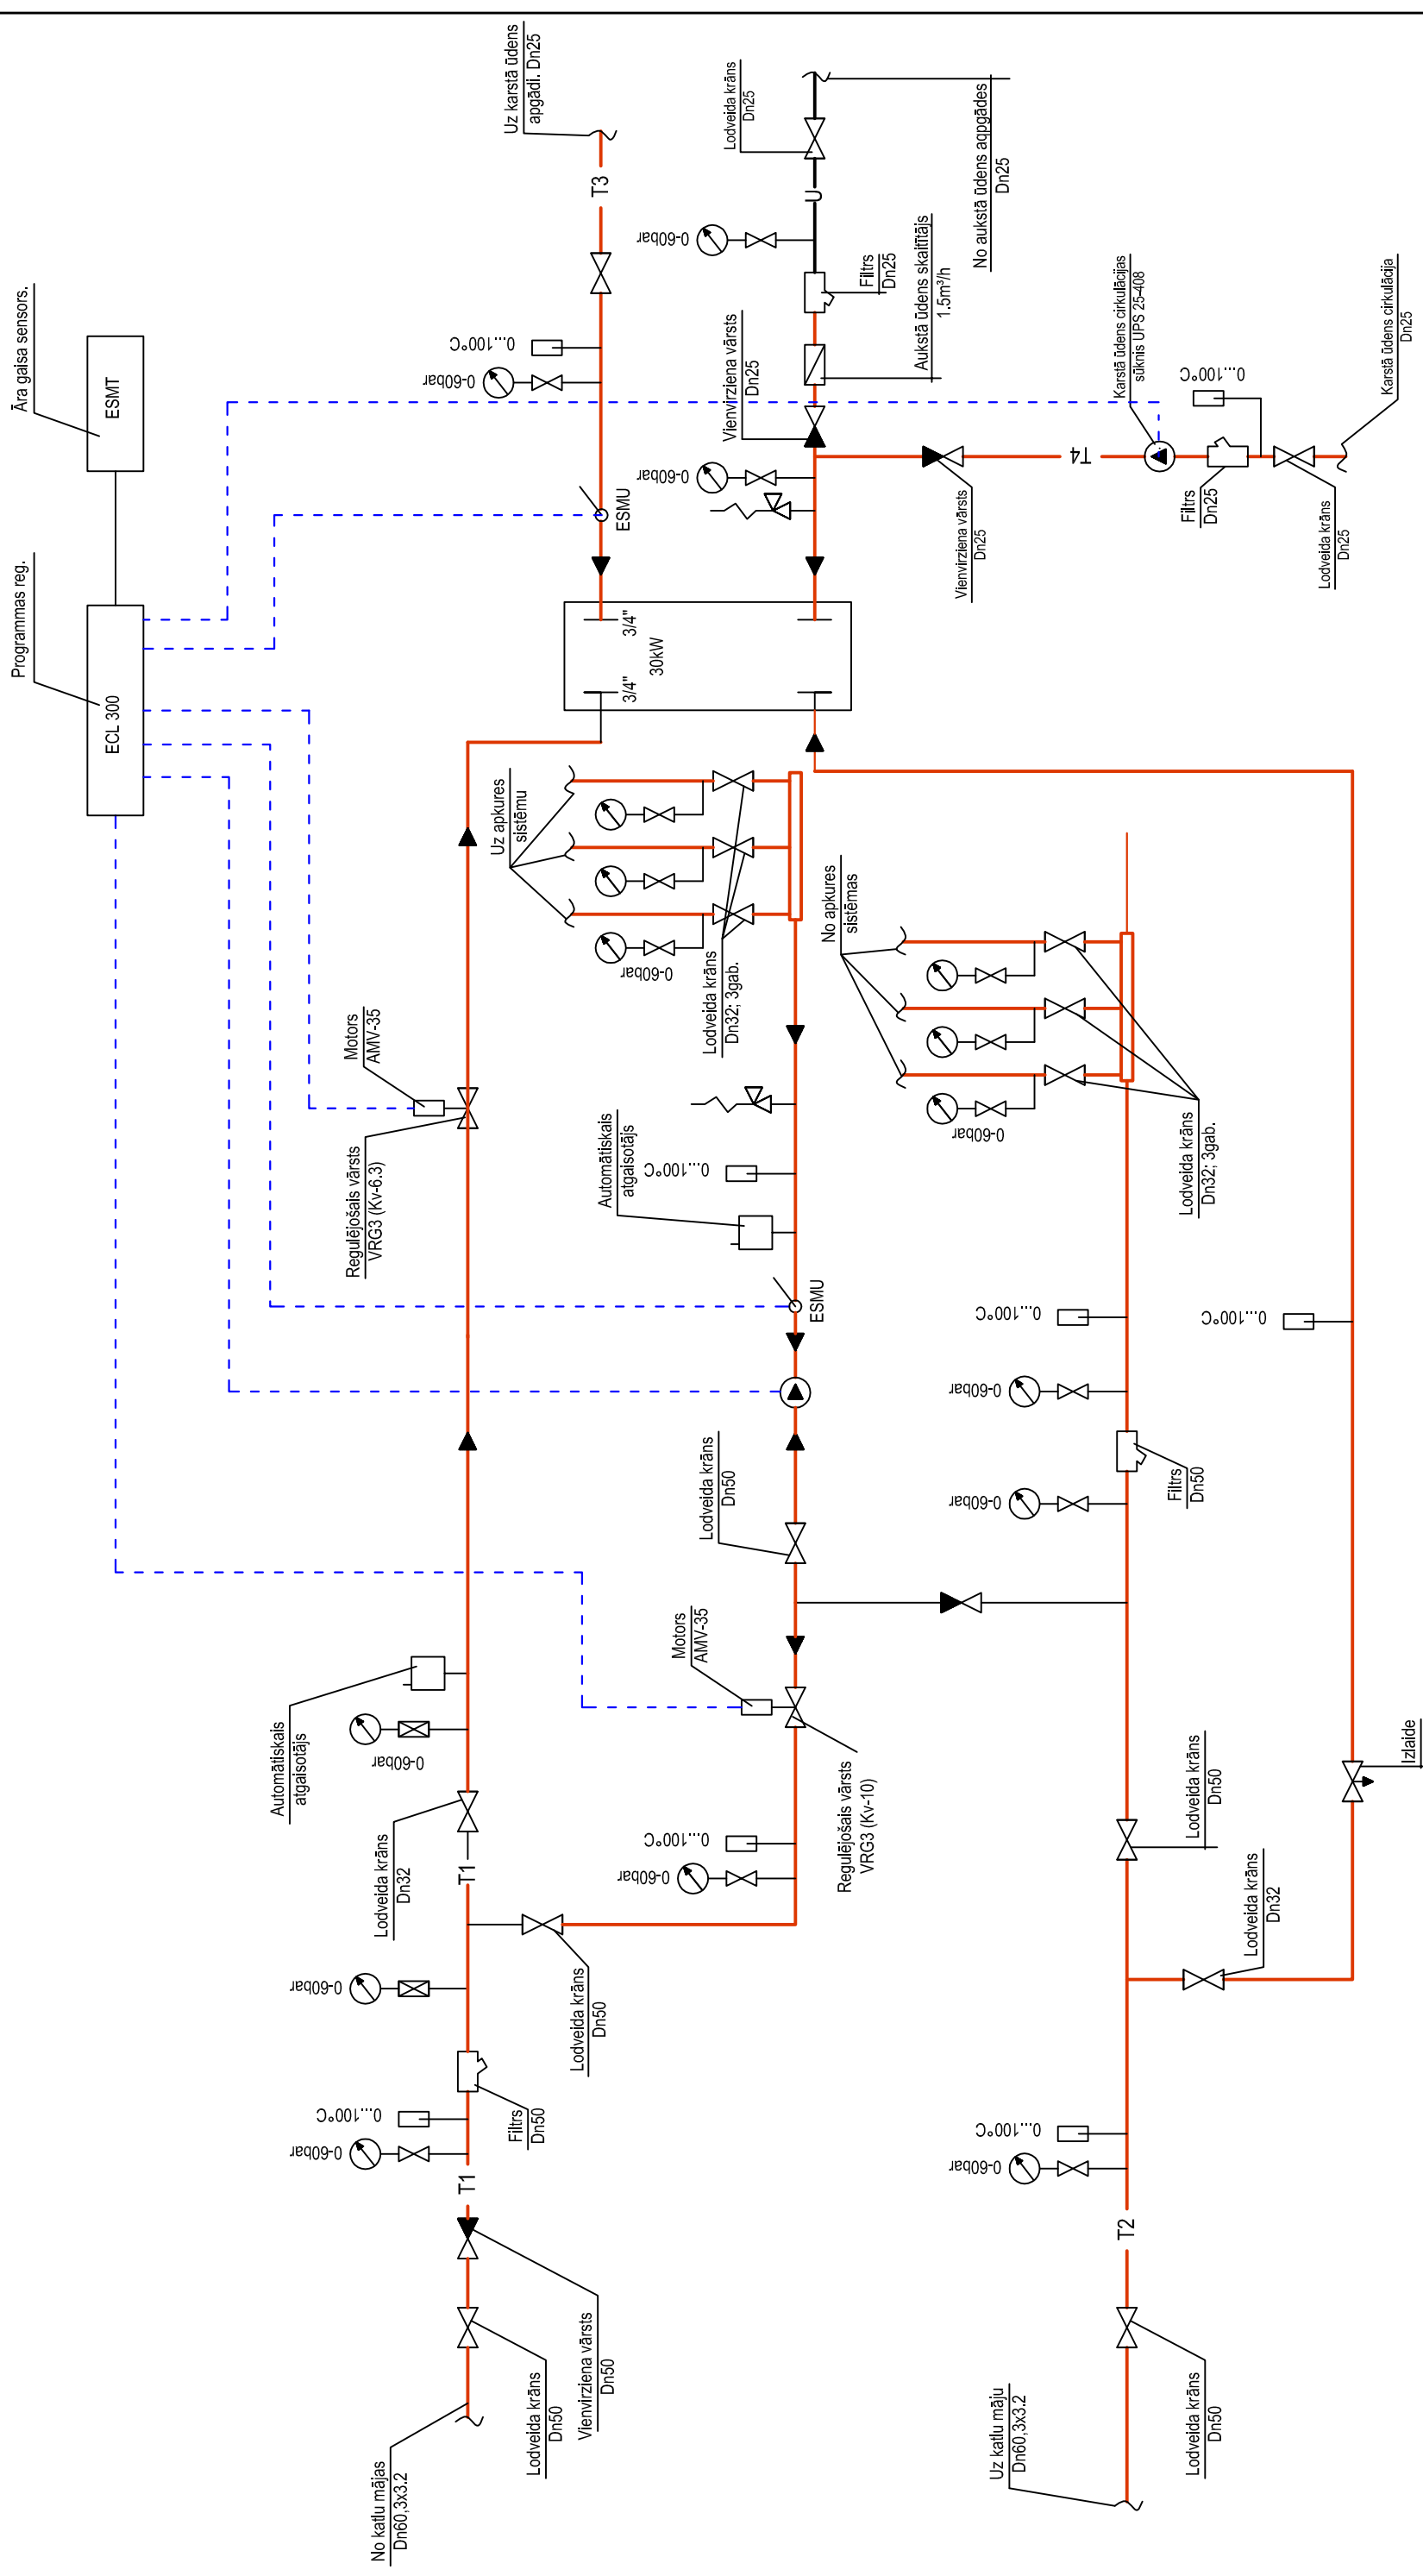 Programmas reg.
Āra gaisa sensors.
ECL 300
ESMT
Automātiskais
atgaisotājs
0-60bar
0...100°C
0-60bar
0-60bar
Motors
AMV-35
Regulējošais vārsts
VRG3 (Kv-6.3)
No katlu mājas
Dn60,3x3.2
Lodveida krāns
Dn32
T1
T1
0-60bar
0...100°C
Uz karstā ūdens
apgādi. Dn25
Uz apkures
sistēmu
Filtrs
Dn50
Lodveida krāns
Dn50
Vienvirziena vārsts
Dn50
Lodveida krāns
Dn50
T3
ESMU
3/4"
3/4"
30kW
Automātiskais
atgaisotājs
0-60bar
0-60bar
0...100°C
0...100°C
Motors
AMV-35
Lodveida krāns
Dn50
Lodveida krāns
Dn32; 3gab.
0-60bar
0-60bar
Vienvirziena vārsts
Dn25
Lodveida krāns
Dn25
U
ESMU
Regulējošais vārsts
VRG3 (Kv-10)
No apkures
sistēmas
Filtrs
Dn25
Aukstā ūdens skaitītājs
1.5m³/h
No aukstā ūdens aqpgādes
Dn25
Vienvirziena vārsts
Dn25
0-60bar
0-60bar
0-60bar
0-60bar
0...100°C
0...100°C
Uz katlu māju
Dn60,3x3.2
T2
T4
Karstā ūdens cirkulācijas
sūknis UPS 25-408
Filtrs
Dn50
Lodveida krāns
Dn32; 3gab.
Filtrs
Dn25
Lodveida krāns
Dn50
Lodveida krāns
Dn50
0...100°C
0...100°C
Lodveida krāns
Dn32
Lodveida krāns
Dn25
Karstā ūdens cirkulācija
Dn25
Izlaide